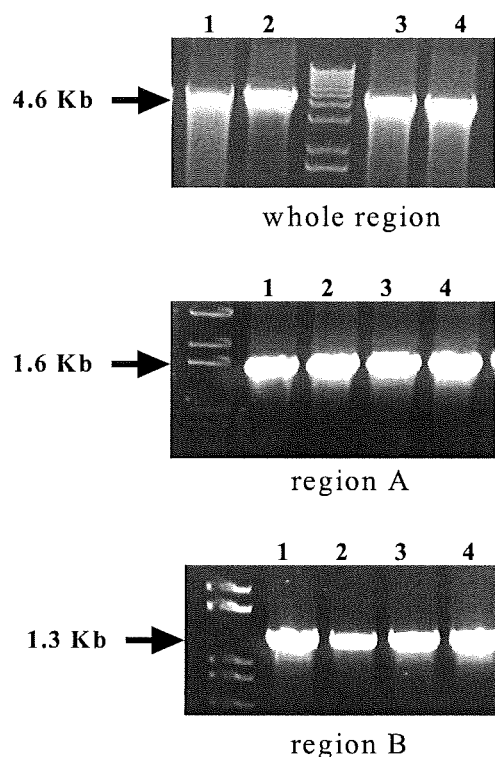 1 2 3 4
4.6 Kb
whole region
1 2 3 4
1.6 Kb
region A
1 2 3 4
1.3 Kb
region B